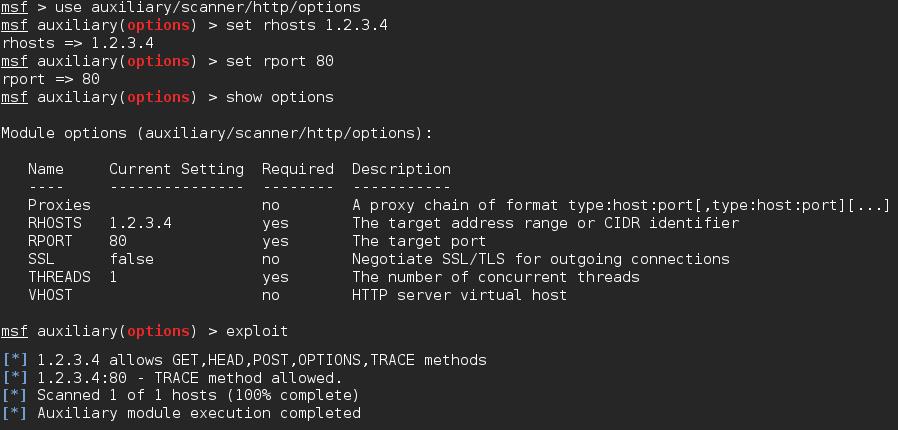 msf > use auxiliary/scanner/http/options
msf auxiliary(options) > set rhosts 1.2.3.4
rhosts => 1.2.3.4
msf auxiliary(options) > set rport 80
rport => 80
msf auxiliary(options) > show options
Module options (auxiliary/scanner/http/options):
Name Current Setting Required Description
---- --------------- -------- -----------
Proxies no A proxy chain of format type:host:port[,type:host:port][...]
RHOSTS 1.2.3.4 yes The target address range or CIDR identifier
RPORT 80 yes The target port
SSL false no Negotiate SSL/TLS for outgoing connections
THREADS 1 yes The number of concurrent threads
VHOST no HTTP server virtual host
msf auxiliary(options) > exploit
[*] 1.2.3.4 allows GET,HEAD,POST,OPTIONS,TRACE methods
[*] 1.2.3.4:80 - TRACE method allowed.
[*] Scanned 1 of 1 hosts (100% complete)
[*] Auxiliary module execution completed